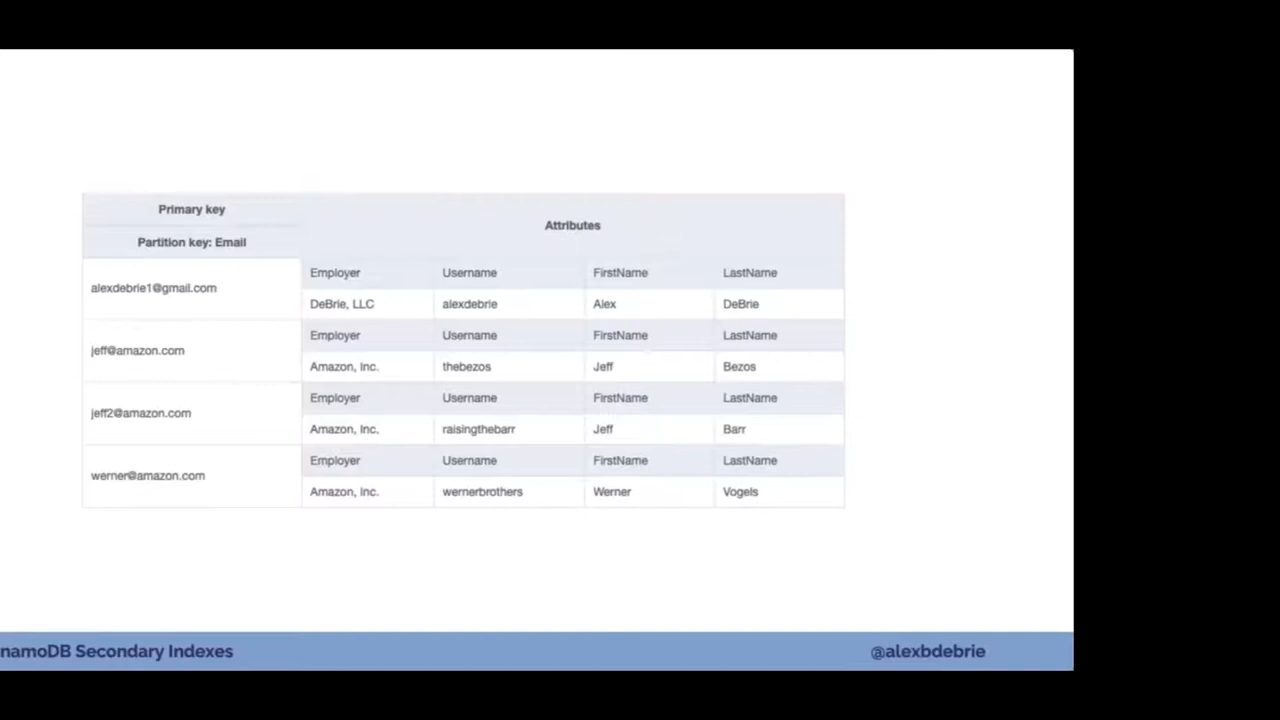 Primary key
Attributes
Partition key: Email
alexdebrie1@gmail.com
Employer Username FirstName LastName
DeBrie, LLC alexdebrie Alex DeBrie
jeff@amazon.com
Employer Username FirstName LastName
Amazon, Inc. thebezos Jeff Bezos
jeff2@amazon.com
Employer Username FirstName LastName
Amazon, Inc. raisingthebarr Jeff Barr
werner@amazon.com
Employer Username FirstName LastName
Amazon, Inc. wernerbrothers Werner Vogels
namoDB Secondary Indexes @alexbdebrie